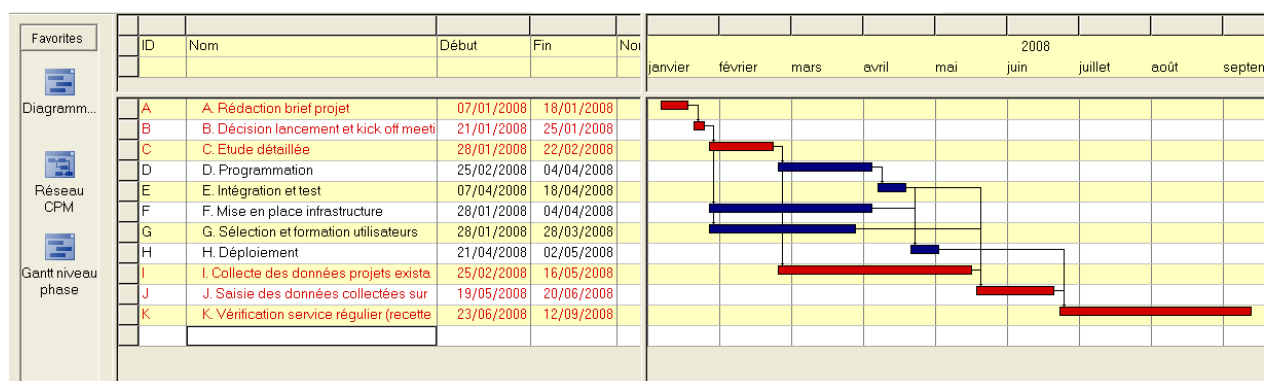 Favorites
Diagramm...
Réseau
CPM
Gantt niveau
phase
ID Nom Début Fin Nor
2008
janvier février mars avril mai juin juillet août septen
A A. Rédaction brief projet 07/01/2008 18/01/2008
B B. Décision lancement et kick off meeti 21/01/2008 25/01/2008
C C. Etude détaillée 28/01/2008 22/02/2008
D D. Programmation 25/02/2008 04/04/2008
E E. Intégration et test 07/04/2008 18/04/2008
F F. Mise en place infrastructure 28/01/2008 04/04/2008
G G. Sélection et formation utilisateurs 28/01/2008 28/03/2008
H H. Déploiement 21/04/2008 02/05/2008
I I. Collecte des données projets exista 25/02/2008 16/05/2008
J J. Saisie des données collectées sur 19/05/2008 20/06/2008
K K. Vérification service régulier (recette 23/06/2008 12/09/2008